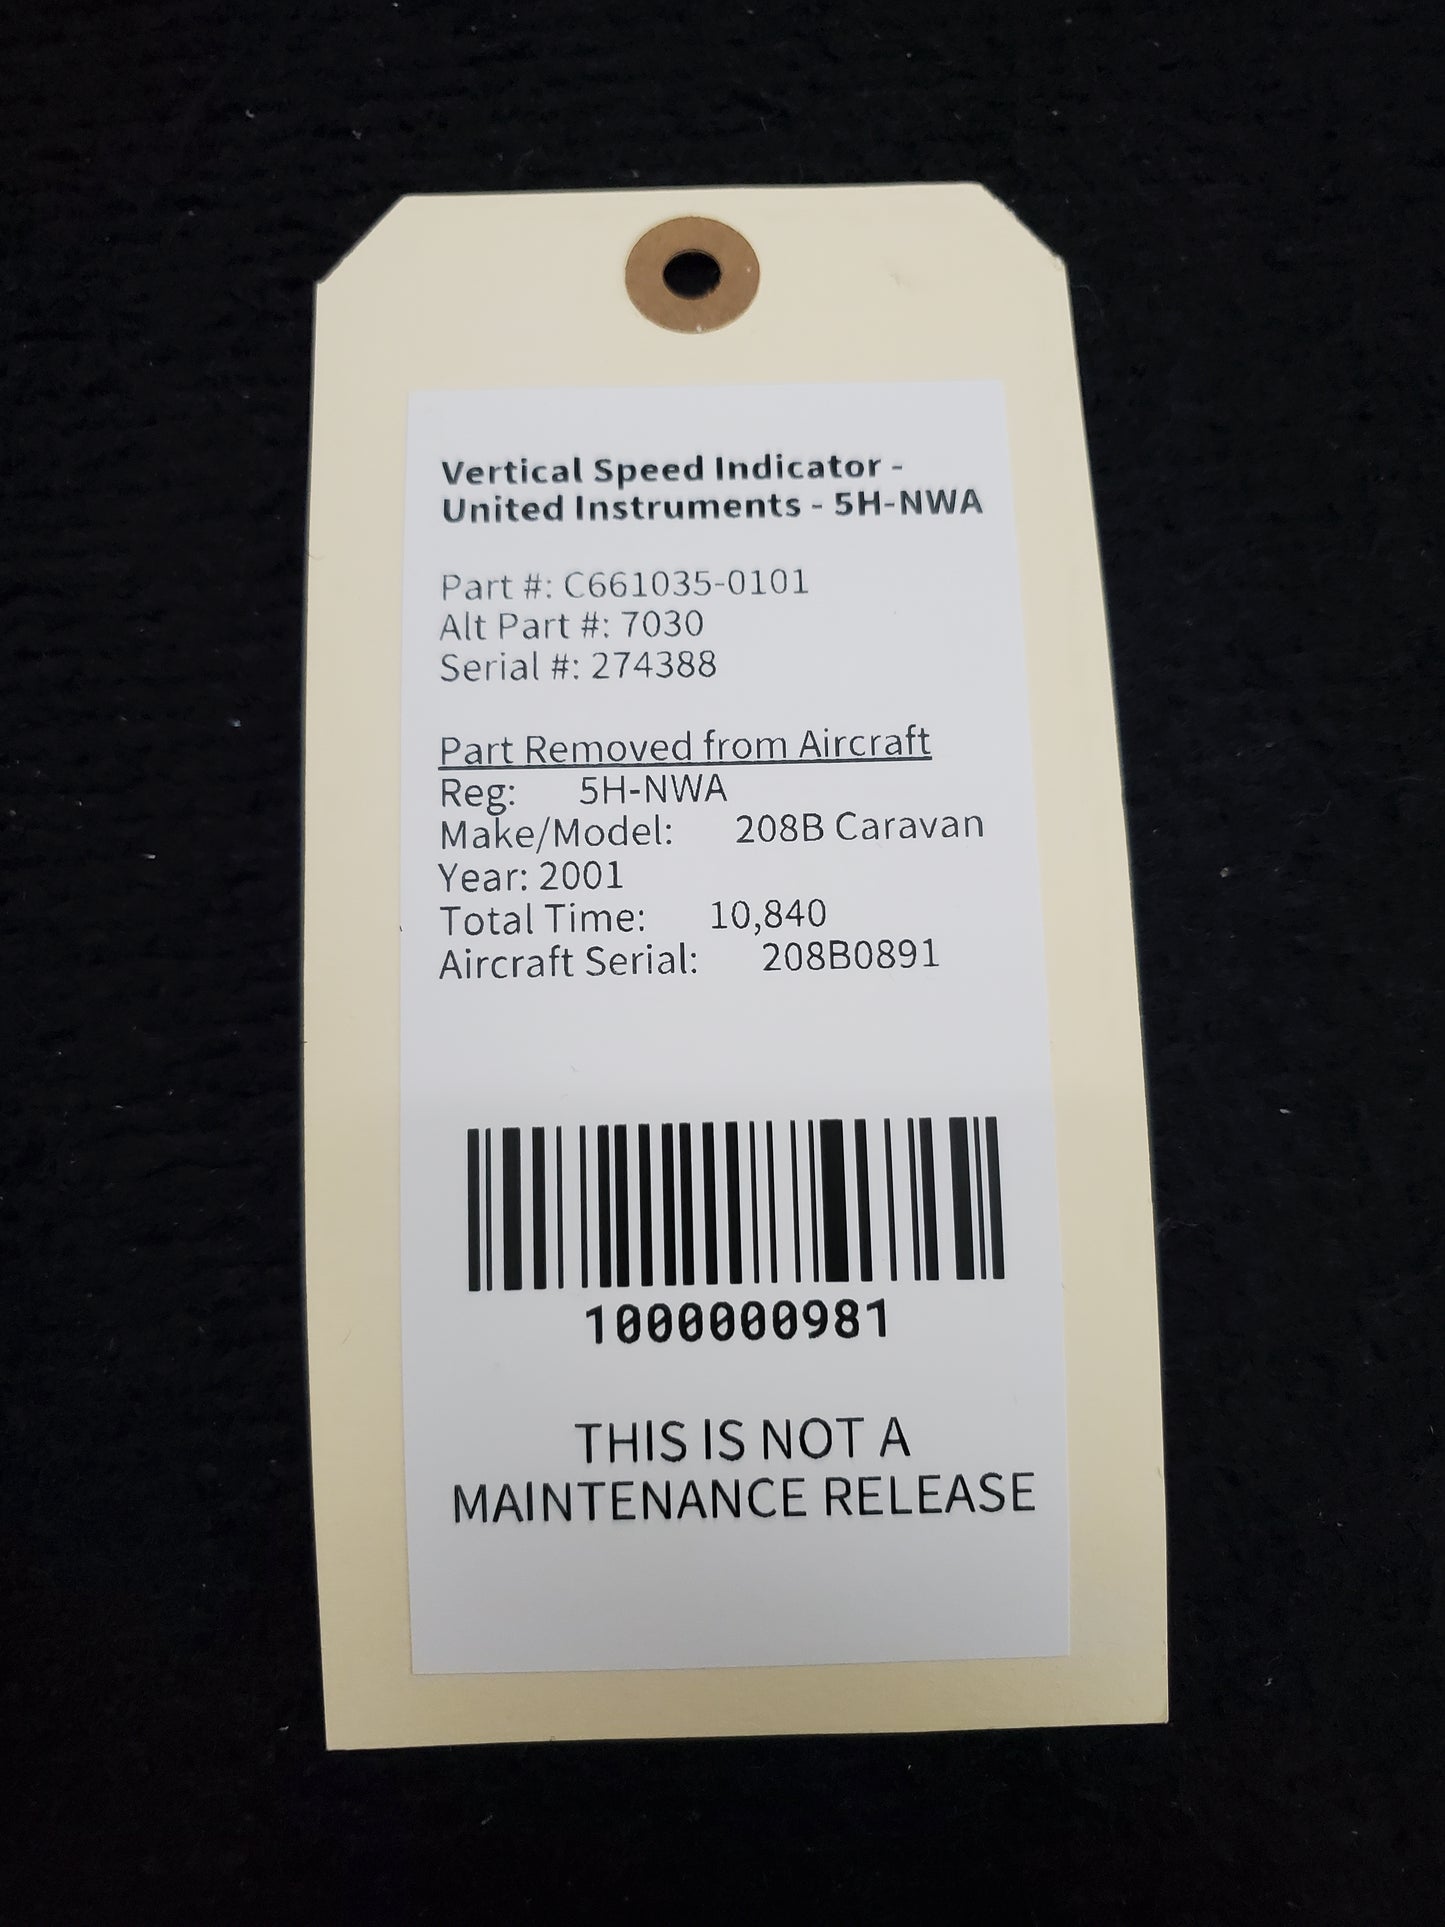 Vertical Speed Indicator -
United Instruments - 5H-NWA
Part #: C661035-0101
Alt Part #: 7030
Serial #: 274388
Part Removed from Aircraft
Reg: 5H-NWA
Make/Model: 208B Caravan
Year: 2001
Total Time: 10,840
Aircraft Serial: 208B0891
1000000981
THIS IS NOT A
MAINTENANCE RELEASE